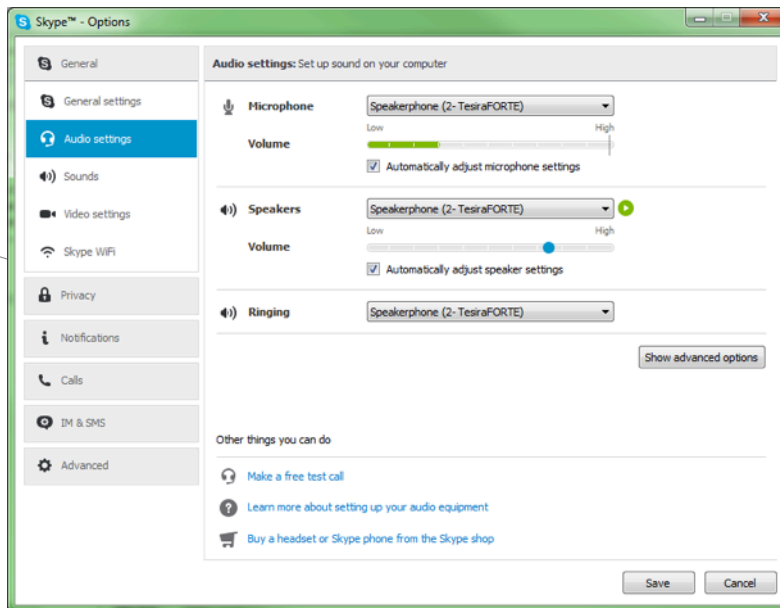 Skype™ - Options
General
General settings
Audio settings
Sounds
Video settings
Skype WiFi
Privacy
Notifications
Calls
IM & SMS
Advanced
Audio settings: Set up sound on your computer
Microphone Speakerphone (2- TesiraFORTE)
Low High
Volume
Automatically adjust microphone settings
Speakers Speakerphone (2- TesiraFORTE)
Low High
Volume
Automatically adjust speaker settings
Ringing Speakerphone (2- TesiraFORTE)
Show advanced options
Other things you can do
Make a free test call
Learn more about setting up your audio equipment
Buy a headset or Skype phone from the Skype shop
Save Cancel